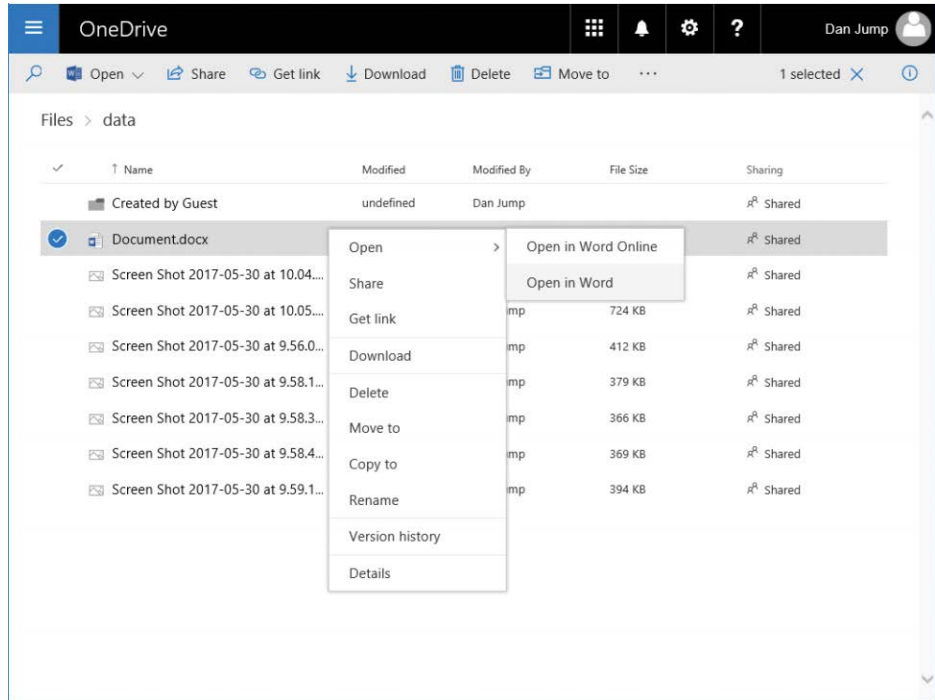 OneDrive ? Dan Jump
Open Share Get link Download Delete Move to ... 1 selected
Files > data
Name Modified Modified By File Size Sharing
Created by Guest undefined Dan Jump Shared
Document.docx Shared
Open > Open in Word Online
Screen Shot 2017-05-30 at 10.04.... Shared
Share Open in Word
Screen Shot 2017-05-30 at 10.05.... mp 724 KB Shared
Get link
Screen Shot 2017-05-30 at 9.56.0... mp 412 KB Shared
Download
Screen Shot 2017-05-30 at 9.58.1... mp 379 KB Shared
Delete
Screen Shot 2017-05-30 at 9.58.3... mp 366 KB Shared
Move to
Screen Shot 2017-05-30 at 9.58.4... mp 369 KB Shared
Copy to
Screen Shot 2017-05-30 at 9.59.1... mp 394 KB Shared
Rename
Version history
Details